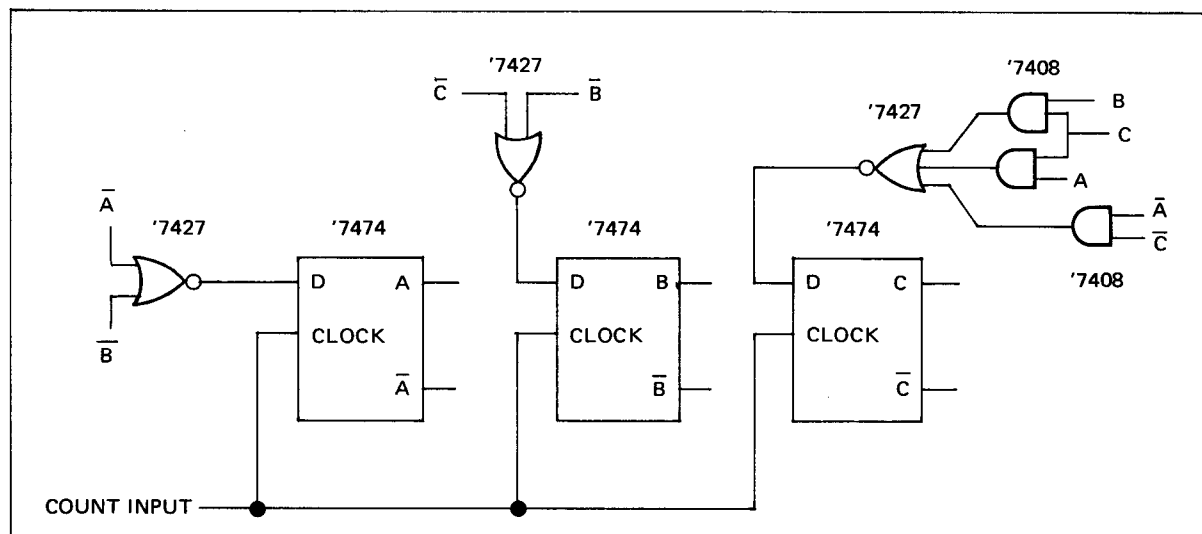 '7427
C̅
B̅
'7408
B
'7427
C
A
A̅
C̅
'7408
A̅
'7427
B̅
'7474
D
A
CLOCK
A̅
'7474
D
B
CLOCK
B̅
'7474
D
C
CLOCK
C̅
COUNT INPUT